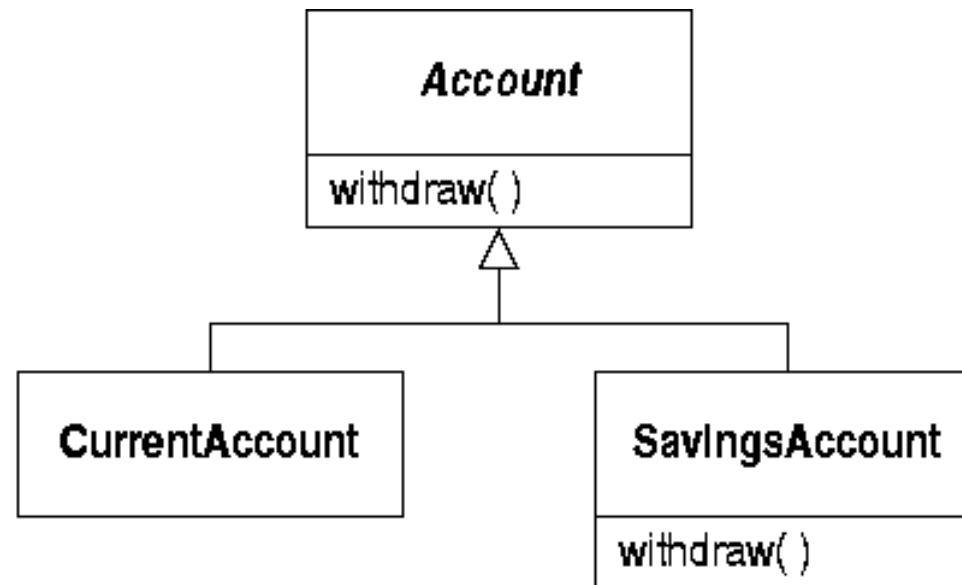 Account
withdraw( )
CurrentAccount
SavingsAccount
withdraw( )